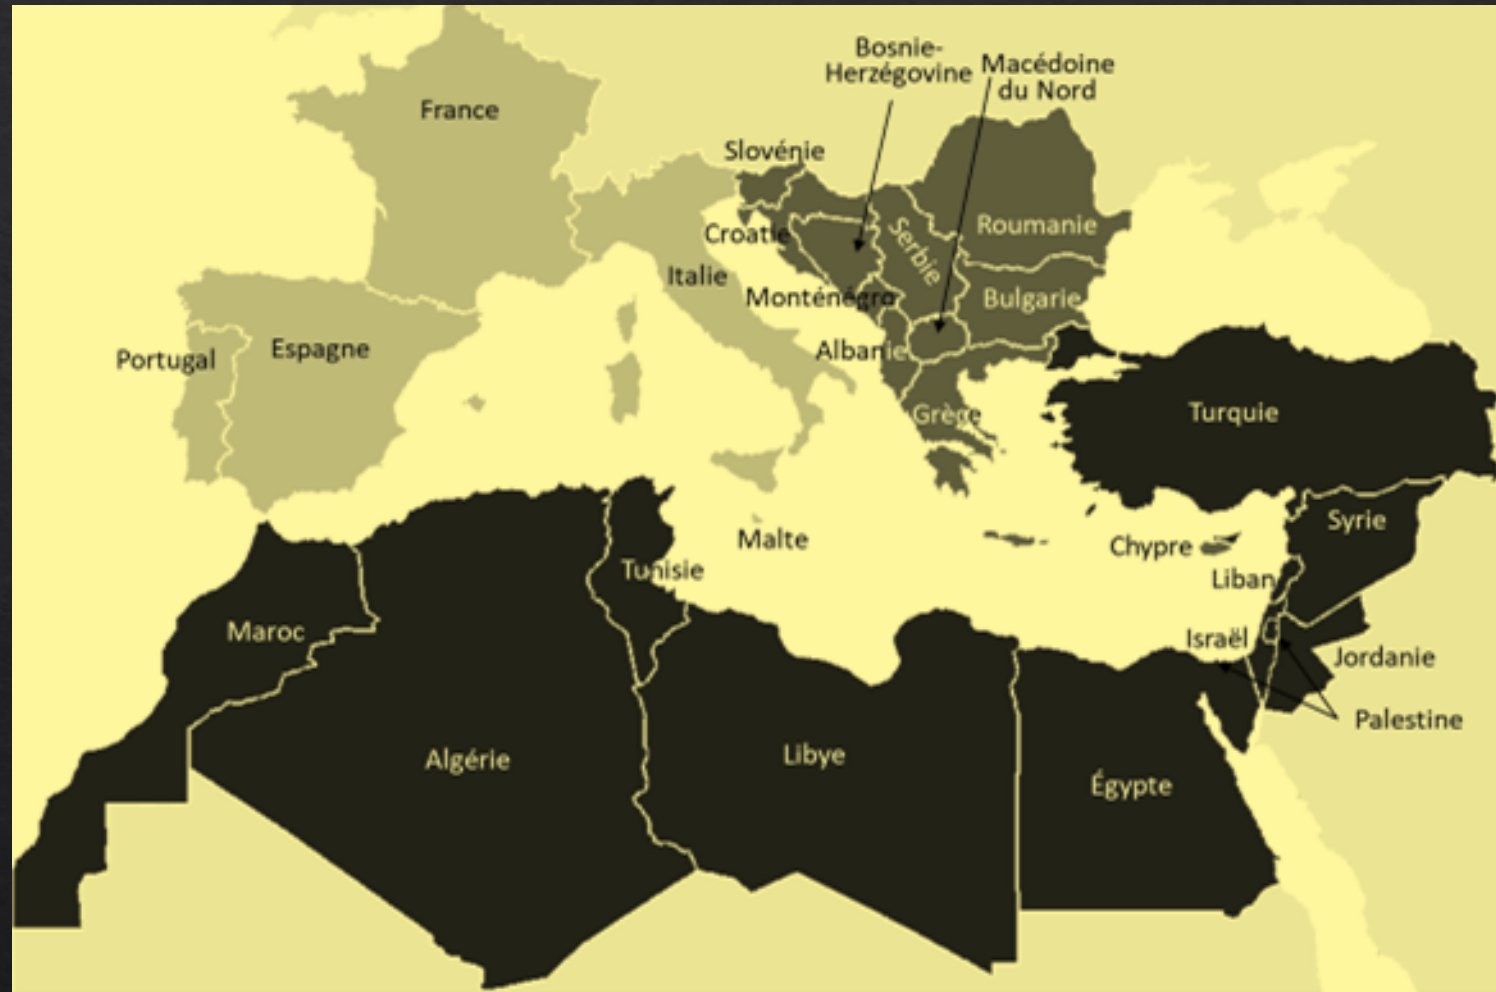 Bosnie-
Herzégovine
Macédoine
du Nord
France
Slovénie
Croatie
Serbie
Roumanie
Italie
Monténégro
Bulgarie
Portugal
Espagne
Albanie
Grèce
Turquie
Malte
Chypre
Syrie
Tunisie
Liban
Maroc
Israël
Jordanie
Palestine
Algérie
Libye
Égypte